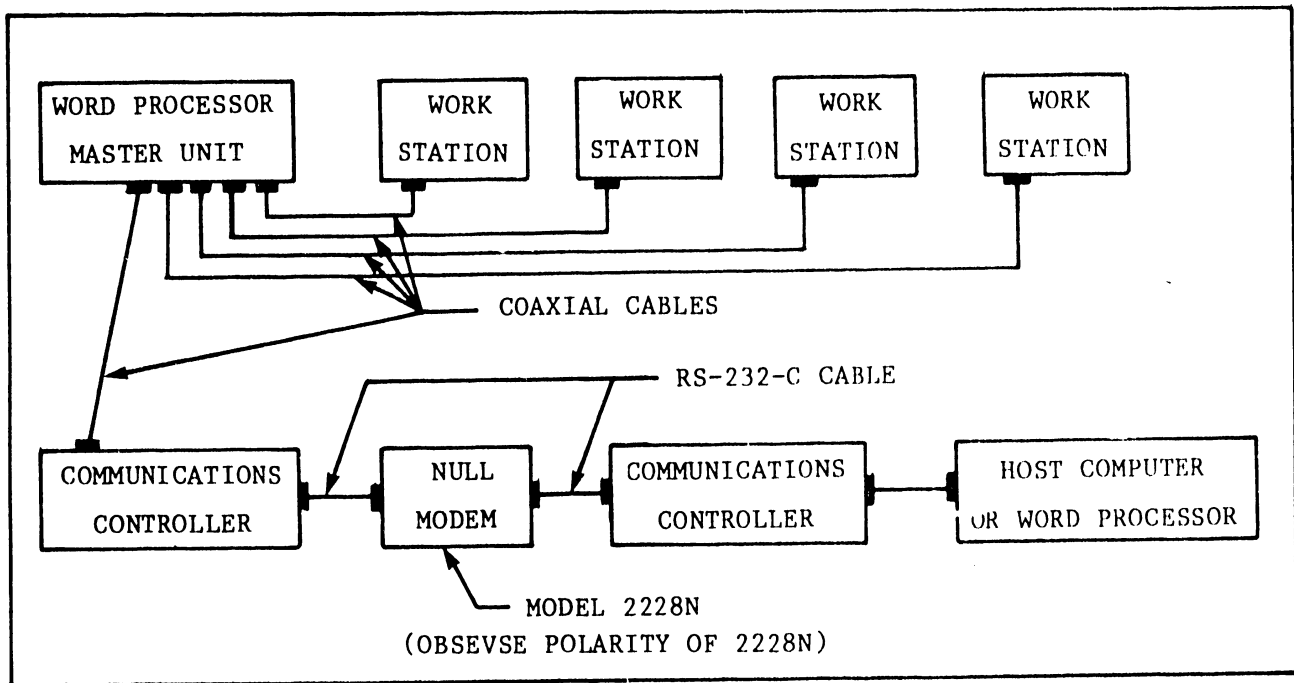 WORD PROCESSOR
MASTER UNIT
WORK
STATION
WORK
STATION
WORK
STATION
WORK
STATION
COAXIAL CABLES
RS-232-C CABLE
COMMUNICATIONS
CONTROLLER
NULL
MODEM
COMMUNICATIONS
CONTROLLER
HOST COMPUTER
OR WORD PROCESSOR
MODEL 2228N
(OBSEVSE POLARITY OF 2228N)